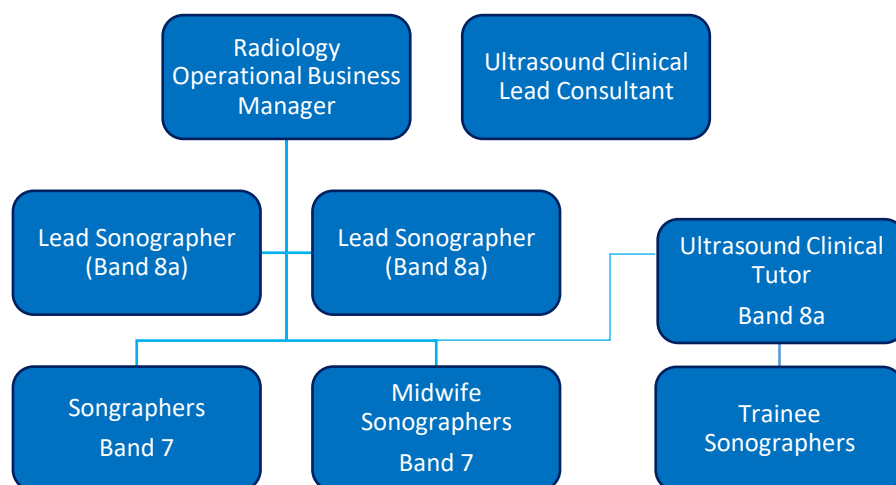 Radiology
Operational Business
Manager
Ultrasound Clinical
Lead Consultant
Lead Sonographer
(Band 8a)
Lead Sonographer
(Band 8a)
Ultrasound Clinical
Tutor
Band 8a
Songraphers
Band 7
Midwife
Sonographers
Band 7
Trainee
Sonographers